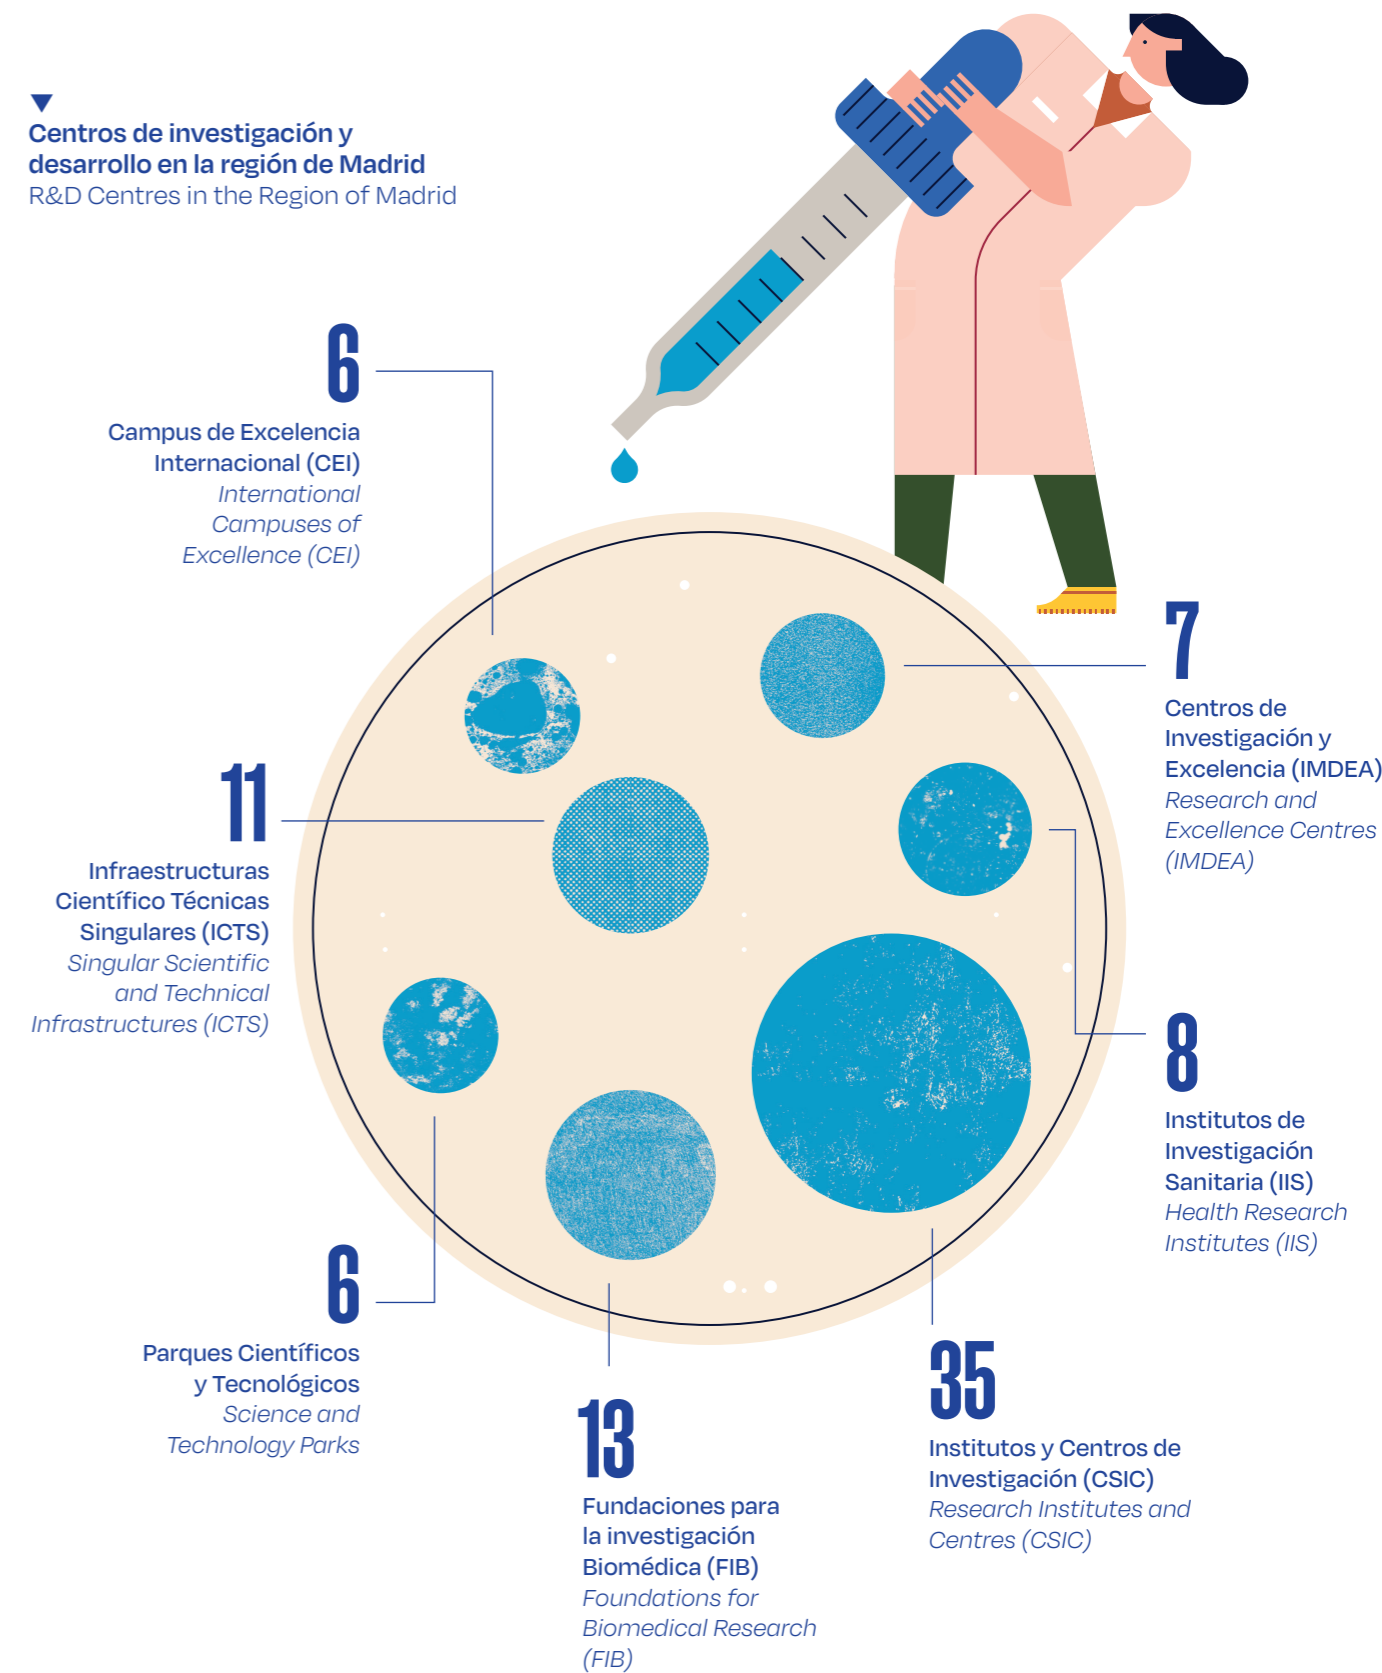 Centros de investigación y
desarrollo en la región de Madrid
R&D Centres in the Region of Madrid
6
Campus de Excelencia
Internacional (CEI)
International
Campuses of
Excellence (CEI)
7
Centros de
Investigación y
Excelencia (IMDEA)
Research and
Excellence Centres
(IMDEA)
11
Infraestructuras
Científico Técnicas
Singulares (ICTS)
Singular Scientific
and Technical
Infrastructures (ICTS)
8
Institutos de
Investigación
Sanitaria (IIS)
Health Research
Institutes (IIS)
6
Parques Científicos
y Tecnológicos
Science and
Technology Parks
13
Fundaciones para
la investigación
Biomédica (FIB)
Foundations for
Biomedical Research
(FIB)
35
Institutos y Centros de
Investigación (CSIC)
Research Institutes and
Centres (CSIC)